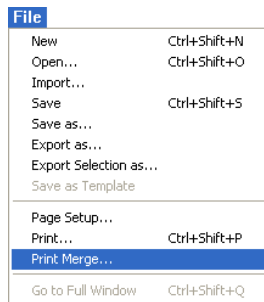 File
New Ctrl+Shift+N
Open... Ctrl+Shift+O
Import...
Save Ctrl+Shift+S
Save as...
Export as...
Export Selection as...
Save as Template
Page Setup...
Print... Ctrl+Shift+P
Print Merge...
Go to Full Window Ctrl+Shift+Q